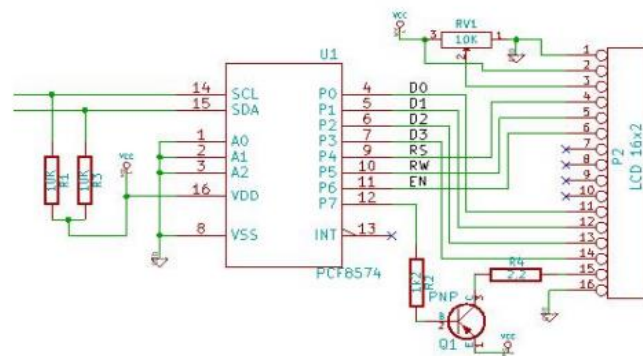 VCC
RV1
3 10K 1
2
U1
14 SCL P0 4 D0
15 SDA P1 5 D1
P2 6 D2
P3 7 D3
1 A0 P4 9 RS
2 A1 P5 10 RW
3 A2 P6 11 EN
16 VDD P7 12
8 VSS INT 13
PCF8574
10K R1
10K R3
VCC
1k2 R2
PNP
B 2
C 3
E 1
Q1
VCC
R4
2.2
1
2
3
4
5
6
7
8
9
10
11
12
13
14
15
16
P2
LCD 16x2